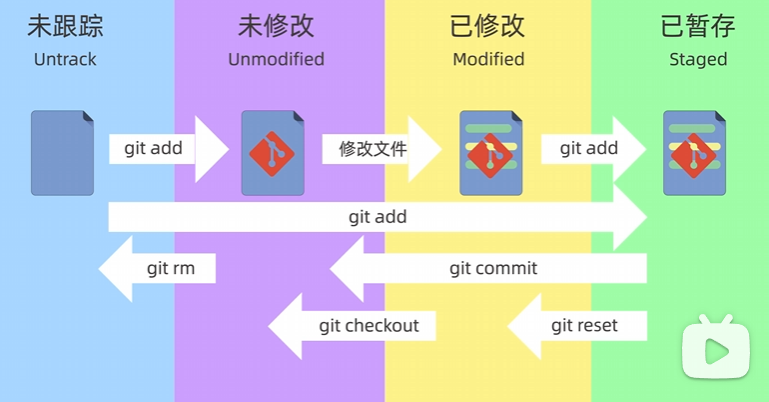 未跟踪
Untrack
未修改
Unmodified
已修改
Modified
已暂存
Staged
git add
修改文件
git add
git add
git rm
git commit
git checkout
git reset